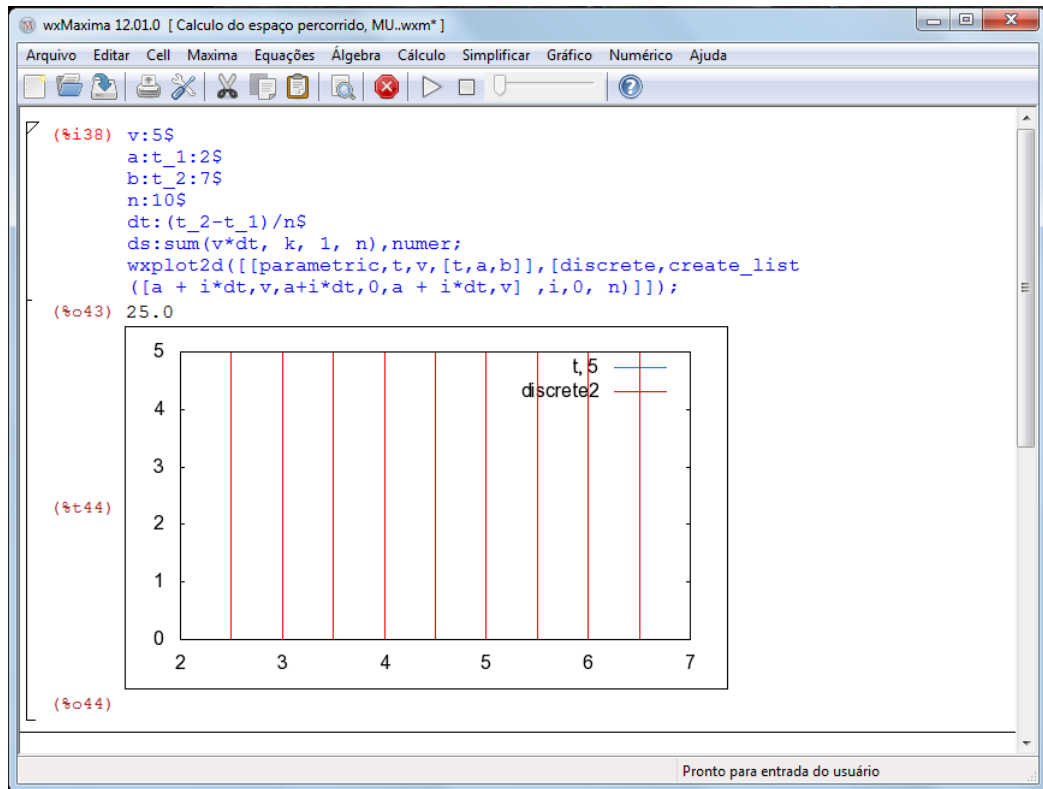 wxMaxima 12.01.0 [ Calculo do espaço percorrido, MU..wxm* ]
Arquivo Editar Cell Maxima Equações Álgebra Cálculo Simplificar Gráfico Numérico Ajuda
(%i38) v:5$
a:t_1:2$
b:t_2:7$
n:10$
dt:(t_2-t_1)/n$
ds:sum(v*dt, k, 1, n),numer;
wxplot2d([[parametric,t,v,[t,a,b]],[discrete,create_list
([a + i*dt,v,a+i*dt,0,a + i*dt,v] ,i,0, n)]]);
(%o43) 25.0
5
t, 5
discrete2
4
3
(%t44)
2
1
0
2 3 4 5 6 7
(%o44)
Pronto para entrada do usuário